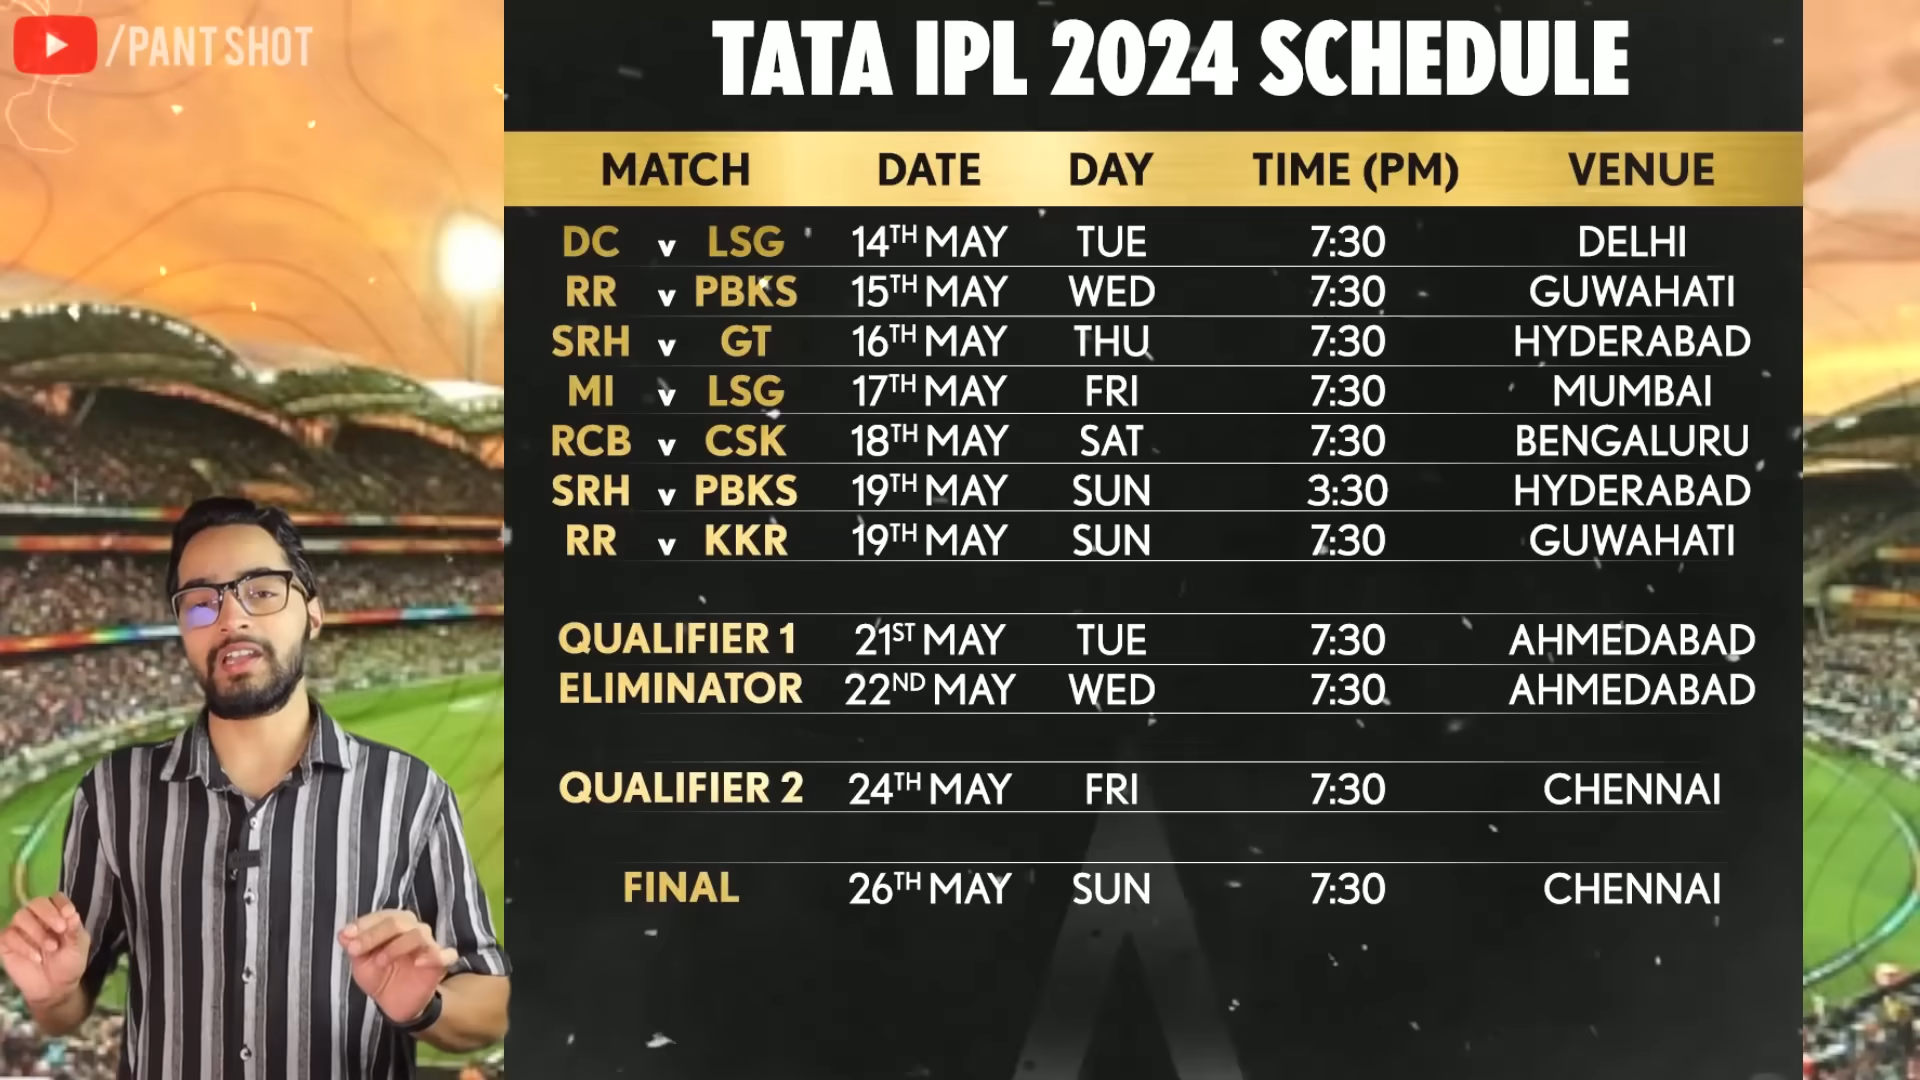 /PANT SHOT
TATA IPL 2024 SCHEDULE
MATCH DATE DAY TIME (PM) VENUE
DC v LSG 14TH MAY TUE 7:30 DELHI
RR v PBKS 15TH MAY WED 7:30 GUWAHATI
SRH v GT 16TH MAY THU 7:30 HYDERABAD
MI v LSG 17TH MAY FRI 7:30 MUMBAI
RCB v CSK 18TH MAY SAT 7:30 BENGALURU
SRH v PBKS 19TH MAY SUN 3:30 HYDERABAD
RR v KKR 19TH MAY SUN 7:30 GUWAHATI
QUALIFIER 1 21ST MAY TUE 7:30 AHMEDABAD
ELIMINATOR 22ND MAY WED 7:30 AHMEDABAD
QUALIFIER 2 24TH MAY FRI 7:30 CHENNAI
FINAL 26TH MAY SUN 7:30 CHENNAI